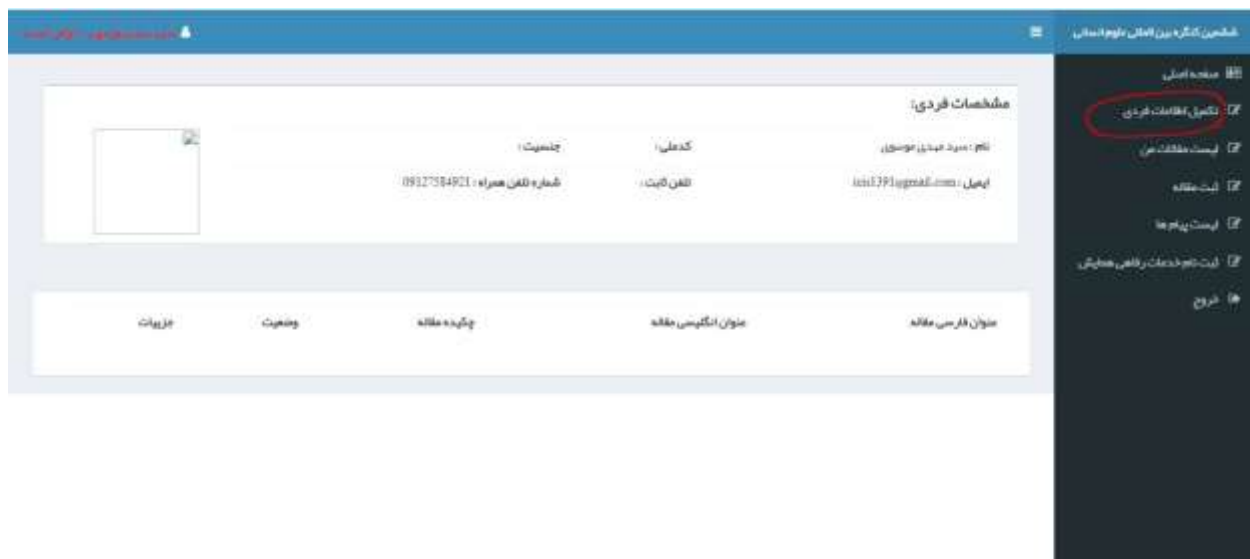 ششمین کنگره بین المللی علوم انسانی
صفحه اصلی
تکمیل اطلاعات فردی
لیست مقالات من
ثبت مقاله
لیست پیام ها
ثبت نام خدمات رفاهی همایش
خروج
مشخصات فردی:
نام : سید مهدی موسوی کدملی : جنسیت :
ایمیل : تلفن ثابت : شماره تلفن همراه : 09127584921
عنوان فارسی مقاله عنوان انگلیسی مقاله چکیده مقاله وضعیت جزییات